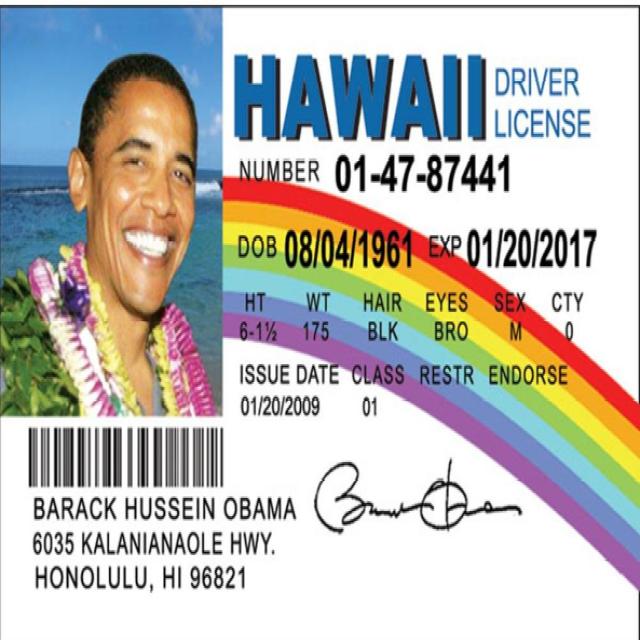 HAWAII DRIVER LICENSE
NUMBER 01-47-87441
DOB 08/04/1961 EXP 01/20/2017
HT WT HAIR EYES SEX CTY
6-1½ 175 BLK BRO M 0
ISSUE DATE CLASS RESTR ENDORSE
01/20/2009 01
BARACK HUSSEIN OBAMA
6035 KALANIANAOLE HWY.
HONOLULU, HI 96821